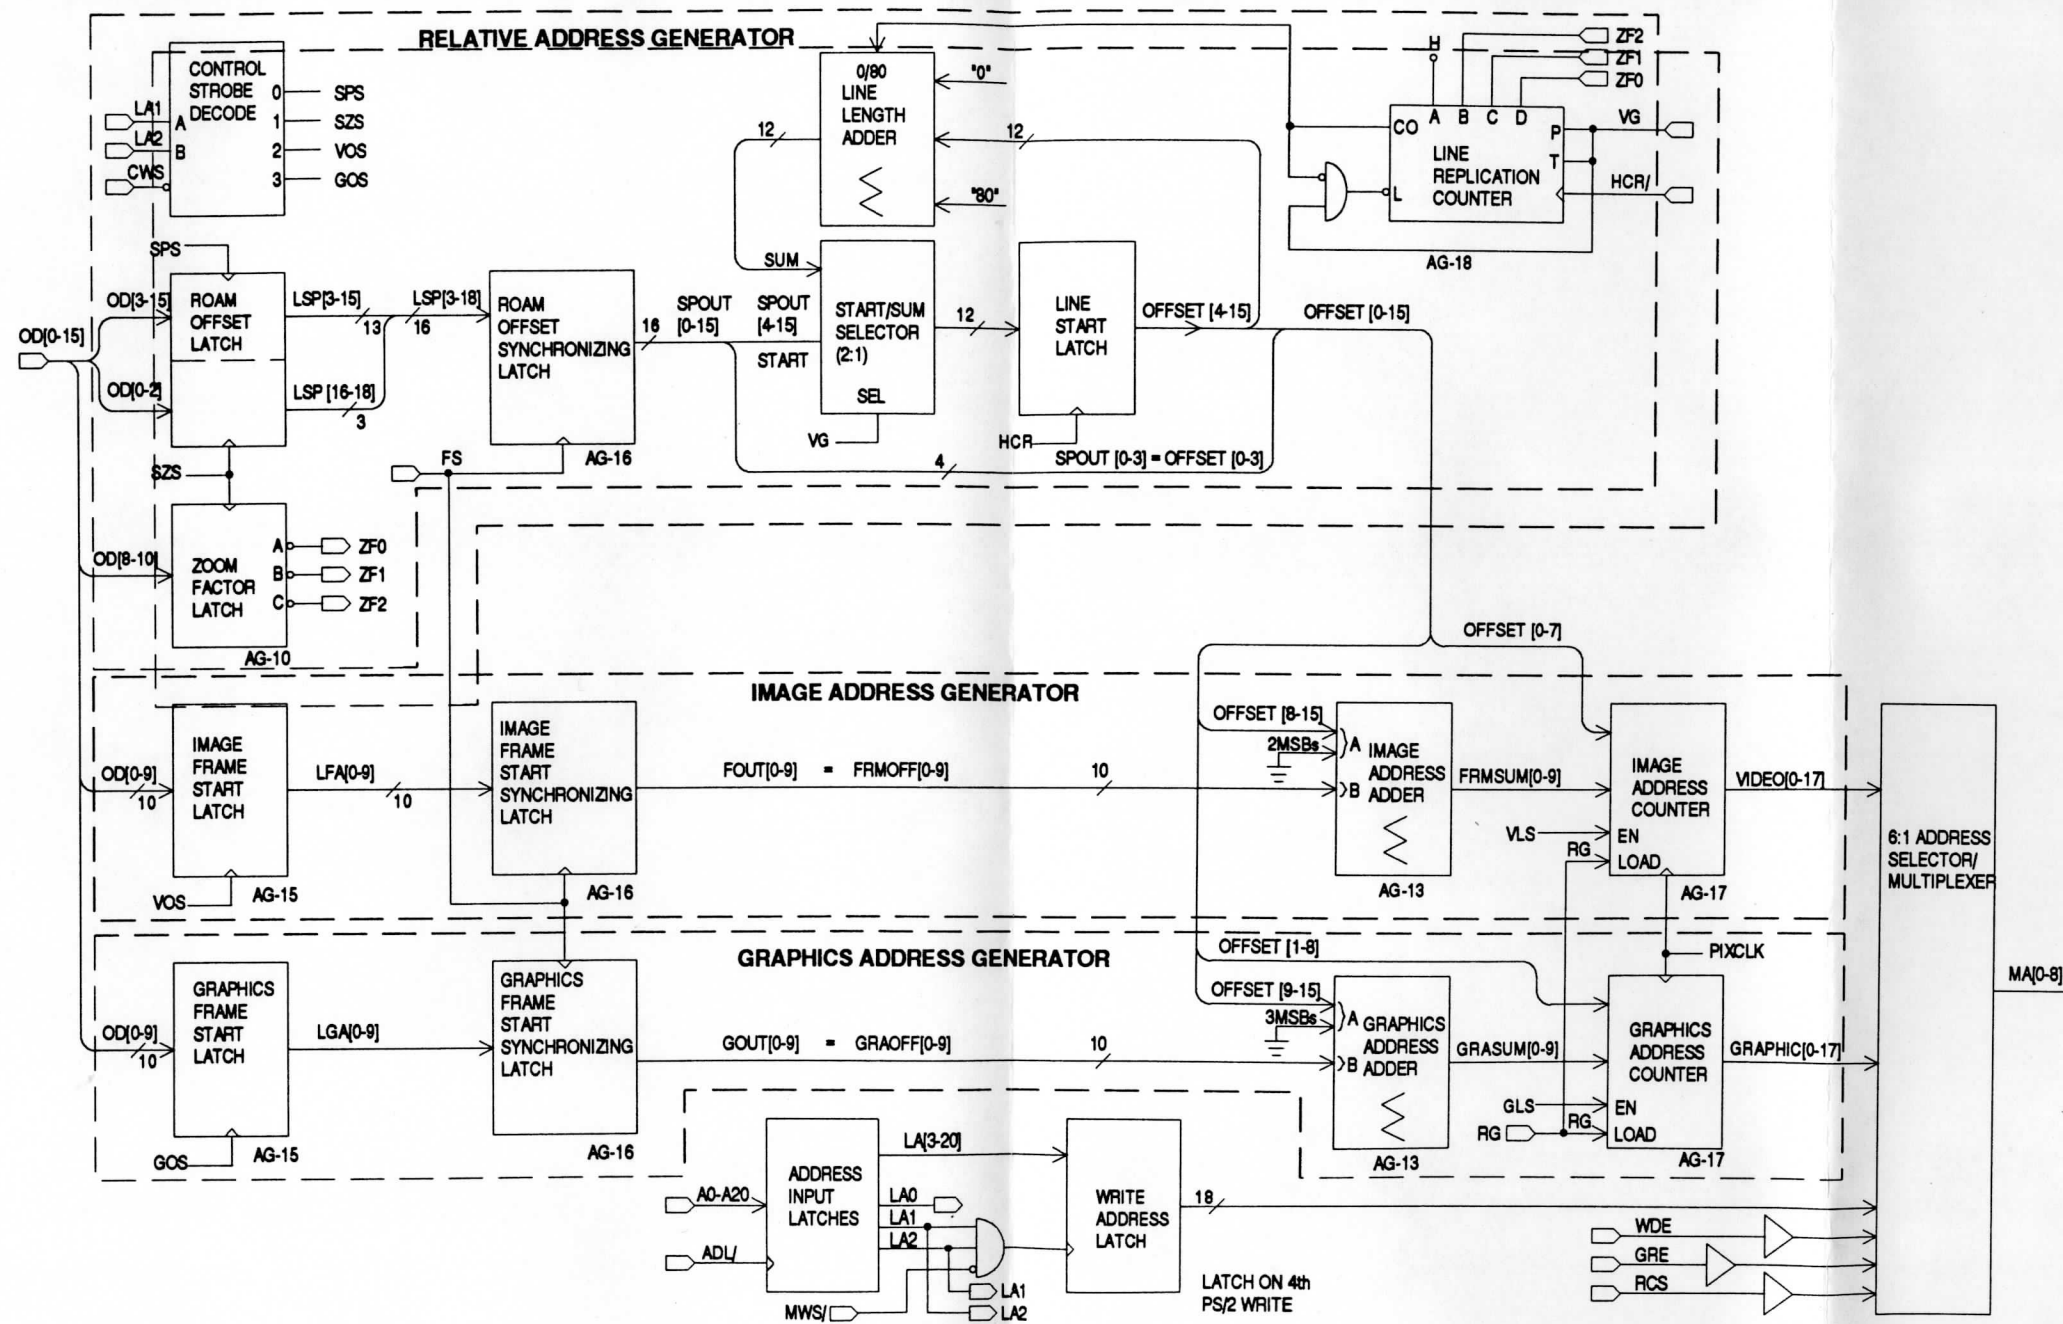 RELATIVE ADDRESS GENERATOR
CONTROL
STROBE
DECODE
LA1
A
LA2
B
CWS
0
SPS
1
SZS
2
VOS
3
GOS
0/80
LINE
LENGTH
ADDER
"0"
12
12
"80"
H
ZF2
ZF1
ZF0
A B C D
CO
P
VG
T
LINE
REPLICATION
COUNTER
HCR/
L
AG-18
SPS
OD[0-15]
OD[3-15]
OD[0-2]
ROAM
OFFSET
LATCH
LSP[3-15]
13
LSP[3-18]
16
LSP [16-18]
3
SZS
ROAM
OFFSET
SYNCHRONIZING
LATCH
AG-16
FS
16
SPOUT
[0-15]
SPOUT
[4-15]
START
SUM
START/SUM
SELECTOR
(2:1)
SEL
VG
12
LINE
START
LATCH
HCR
OFFSET [4-15]
OFFSET [0-15]
4
SPOUT [0-3] = OFFSET [0-3]
OD[8-10]
ZOOM
FACTOR
LATCH
A
ZF0
B
ZF1
C
ZF2
AG-10
OFFSET [0-7]
IMAGE ADDRESS GENERATOR
OD[0-9]
10
IMAGE
FRAME
START
LATCH
VOS
AG-15
LFA[0-9]
10
IMAGE
FRAME
START
SYNCHRONIZING
LATCH
AG-16
FOUT[0-9] = FRMOFF[0-9]
10
OFFSET [8-15]
2MSBs
A
B
IMAGE
ADDRESS
ADDER
AG-13
FRMSUM[0-9]
VLS
RG
IMAGE
ADDRESS
COUNTER
EN
LOAD
AG-17
VIDEO[0-17]
6:1 ADDRESS
SELECTOR/
MULTIPLEXER
MA[0-8]
GRAPHICS ADDRESS GENERATOR
OFFSET [1-8]
PIXCLK
OD[0-9]
10
GRAPHICS
FRAME
START
LATCH
GOS
AG-15
LGA[0-9]
GRAPHICS
FRAME
START
SYNCHRONIZING
LATCH
AG-16
GOUT[0-9] = GRAOFF[0-9]
10
OFFSET [9-15]
3MSBs
A
B
GRAPHICS
ADDRESS
ADDER
AG-13
GRASUM[0-9]
GLS
RG
RG
GRAPHICS
ADDRESS
COUNTER
EN
LOAD
AG-17
GRAPHIC[0-17]
A0-A20
ADL/
ADDRESS
INPUT
LATCHES
LA[3-20]
LA0
LA1
LA2
MWS/
LA1
LA2
WRITE
ADDRESS
LATCH
18
LATCH ON 4th
PS/2 WRITE
WDE
GRE
RCS